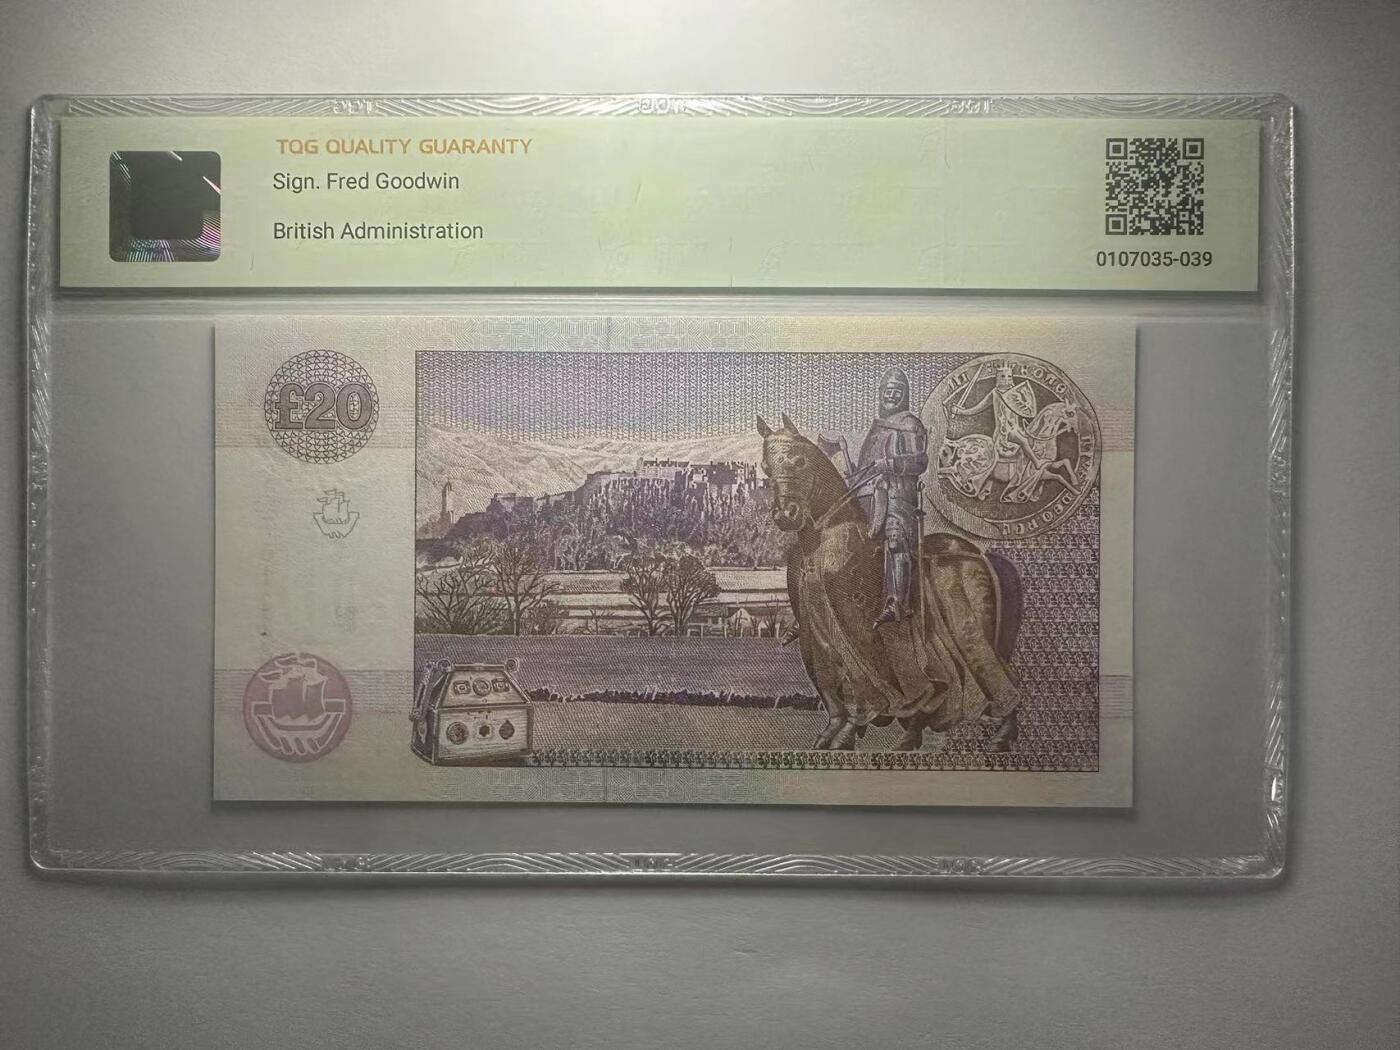 TQG QUALITY GUARANTY
Sign. Fred Goodwin
British Administration
0107035-039
£20